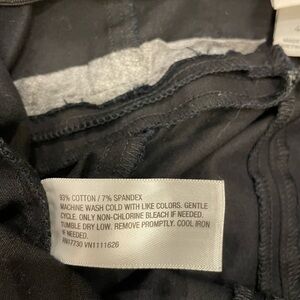 93% COTTON / 7% SPANDEX
MACHINE WASH COLD WITH LIKE COLORS. GENTLE
CYCLE. ONLY NON-CHLORINE BLEACH IF NEEDED.
TUMBLE DRY LOW. REMOVE PROMPTLY. COOL IRON
IF NEEDED.
RN17730 VN1111626